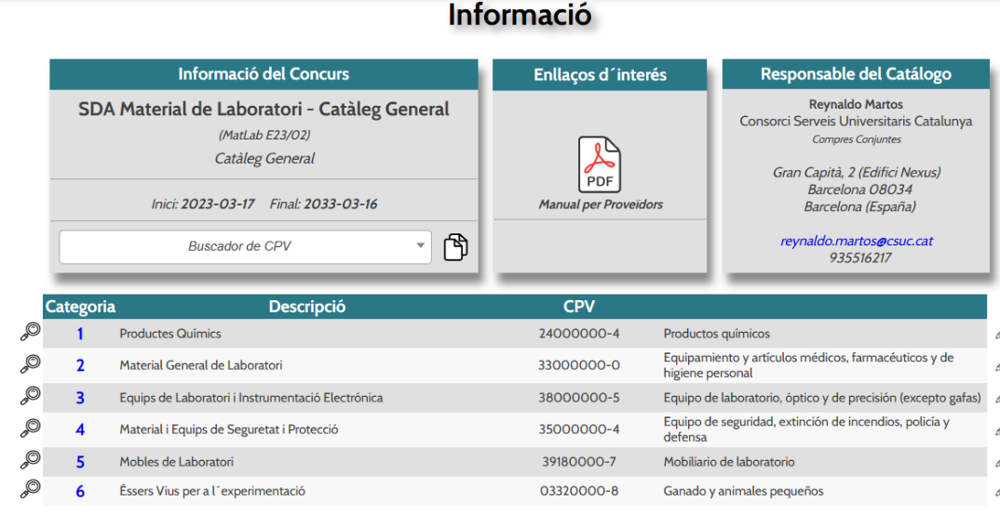 Informació
Informació del Concurs
SDA Material de Laboratori - Catàleg General
(MatLab E23/02)
Catàleg General
Inici: 2023-03-17 Final: 2033-03-16
Buscador de CPV
Enllaços d´interés
PDF
Manual per Proveïdors
Responsable del Catálogo
Reynaldo Martos
Consorci Serveis Universitaris Catalunya
Compres Conjuntes
Gran Capità, 2 (Edifici Nexus)
Barcelona 08034
Barcelona (España)
reynaldo.martos@csuc.cat
935516217
Categoria Descripció CPV
1 Productes Químics 24000000-4 Productos químicos
2 Material General de Laboratori 33000000-0 Equipamiento y artículos médicos, farmacéuticos y de
higiene personal
3 Equips de Laboratori i Instrumentació Electrónica 38000000-5 Equipo de laboratorio, óptico y de precisión (excepto gafas)
4 Material i Equips de Seguretat i Protecció 35000000-4 Equipo de seguridad, extinción de incendios, policía y
defensa
5 Mobles de Laboratori 39180000-7 Mobiliario de laboratorio
6 Éssers Vius per a l´experimentació 03320000-8 Ganado y animales pequeños